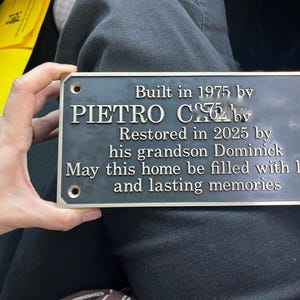 Built in 1975 by
PIETRO
Restored in 2025 by
his grandson Dominick
May this home be filled with
and lasting memories